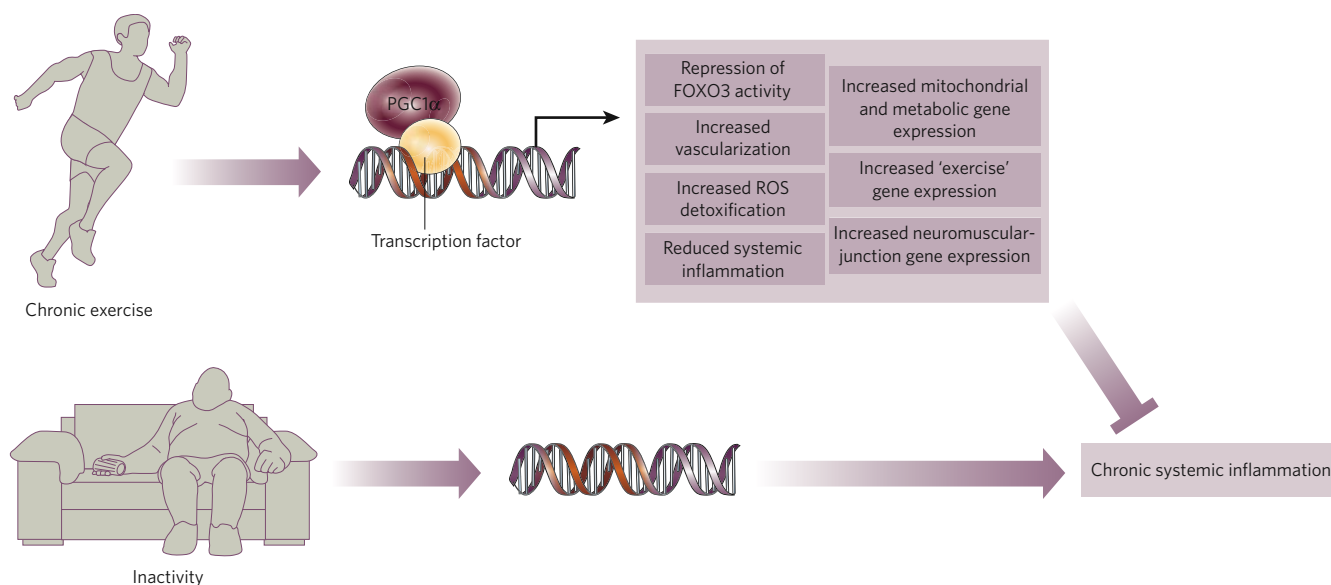 PGC1α
Transcription factor
Chronic exercise
Repression of
FOXO3 activity
Increased
vascularization
Increased ROS
detoxification
Reduced systemic
inflammation
Increased mitochondrial
and metabolic gene
expression
Increased ‘exercise’
gene expression
Increased neuromuscular-
junction gene expression
Chronic systemic inflammation
Inactivity